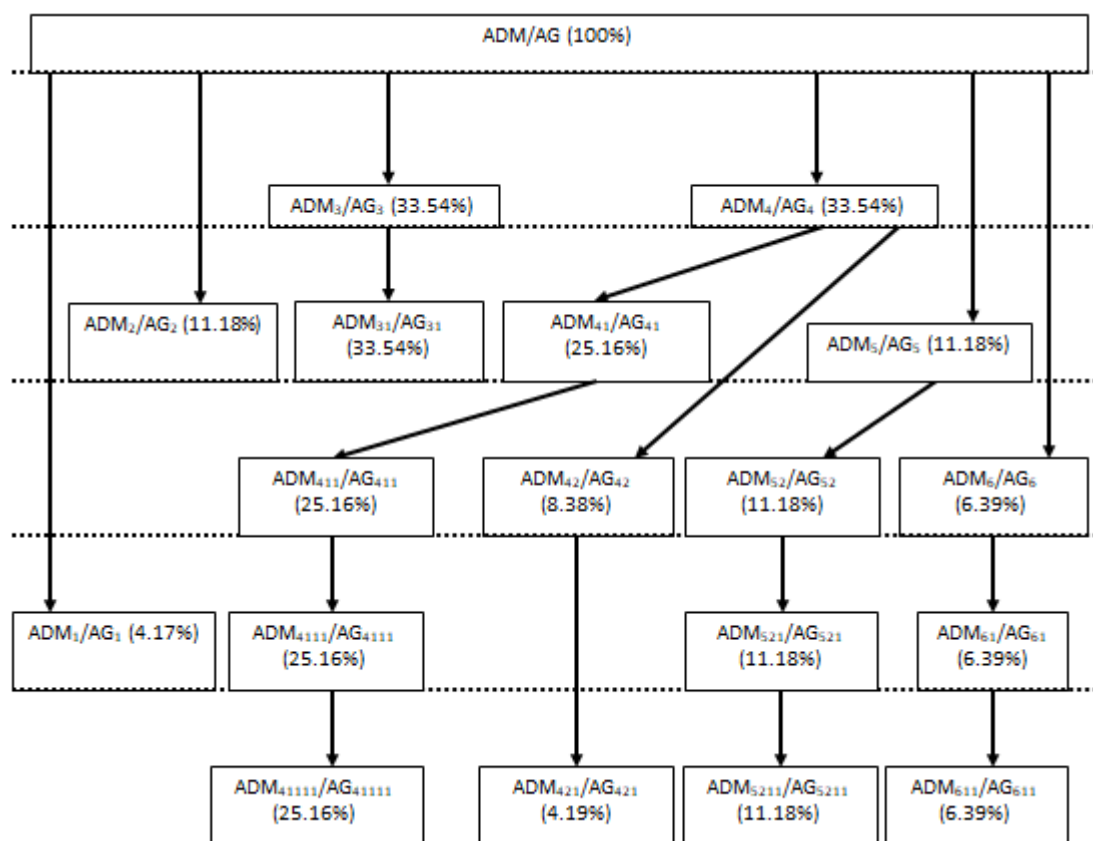 ADM/AG (100%)
ADM₃/AG₃ (33.54%)
ADM₄/AG₄ (33.54%)
ADM₂/AG₂ (11.18%)
ADM₃₁/AG₃₁
(33.54%)
ADM₄₁/AG₄₁
(25.16%)
ADM₅/AG₅ (11.18%)
ADM₄₁₁/AG₄₁₁
(25.16%)
ADM₄₂/AG₄₂
(8.38%)
ADM₅₂/AG₅₂
(11.18%)
ADM₆/AG₆
(6.39%)
ADM₁/AG₁ (4.17%)
ADM₄₁₁₁/AG₄₁₁₁
(25.16%)
ADM₅₂₁/AG₅₂₁
(11.18%)
ADM₆₁/AG₆₁
(6.39%)
ADM₄₁₁₁₁/AG₄₁₁₁₁
(25.16%)
ADM₄₂₁/AG₄₂₁
(4.19%)
ADM₅₂₁₁/AG₅₂₁₁
(11.18%)
ADM₆₁₁/AG₆₁₁
(6.39%)